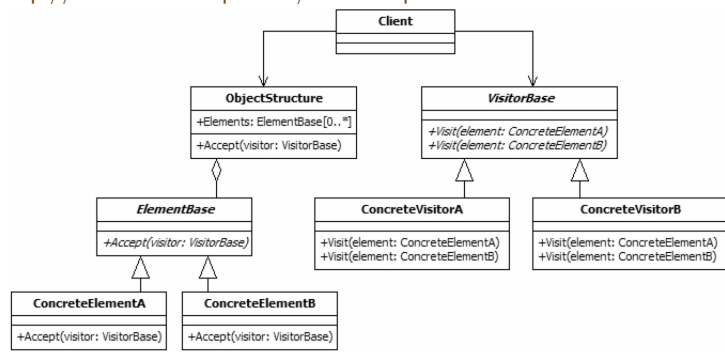 Client
ObjectStructure
+Elements: ElementBase[0..*]
+Accept(visitor: VisitorBase)
VisitorBase
+Visit(element: ConcreteElementA)
+Visit(element: ConcreteElementB)
ElementBase
+Accept(visitor: VisitorBase)
ConcreteVisitorA
+Visit(element: ConcreteElementA)
+Visit(element: ConcreteElementB)
ConcreteVisitorB
+Visit(element: ConcreteElementA)
+Visit(element: ConcreteElementB)
ConcreteElementA
+Accept(visitor: VisitorBase)
ConcreteElementB
+Accept(visitor: VisitorBase)